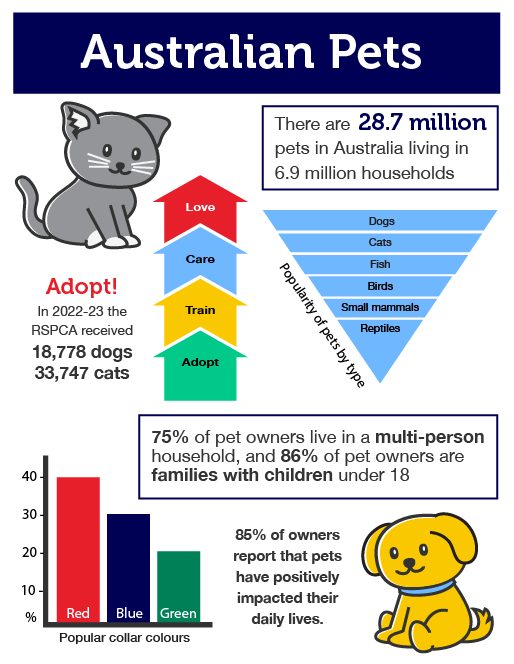 Australian Pets
There are 28.7 million
pets in Australia living in
6.9 million households
Love
Care
Train
Adopt
Dogs
Cats
Fish
Birds
Small mammals
Reptiles
Popularity of pets by type
Adopt!
In 2022-23 the
RSPCA received
18,778 dogs
33,747 cats
75% of pet owners live in a multi-person
household, and 86% of pet owners are
families with children under 18
40
30
20
10
%
Red Blue Green
Popular collar colours
85% of owners
report that pets
have positively
impacted their
daily lives.